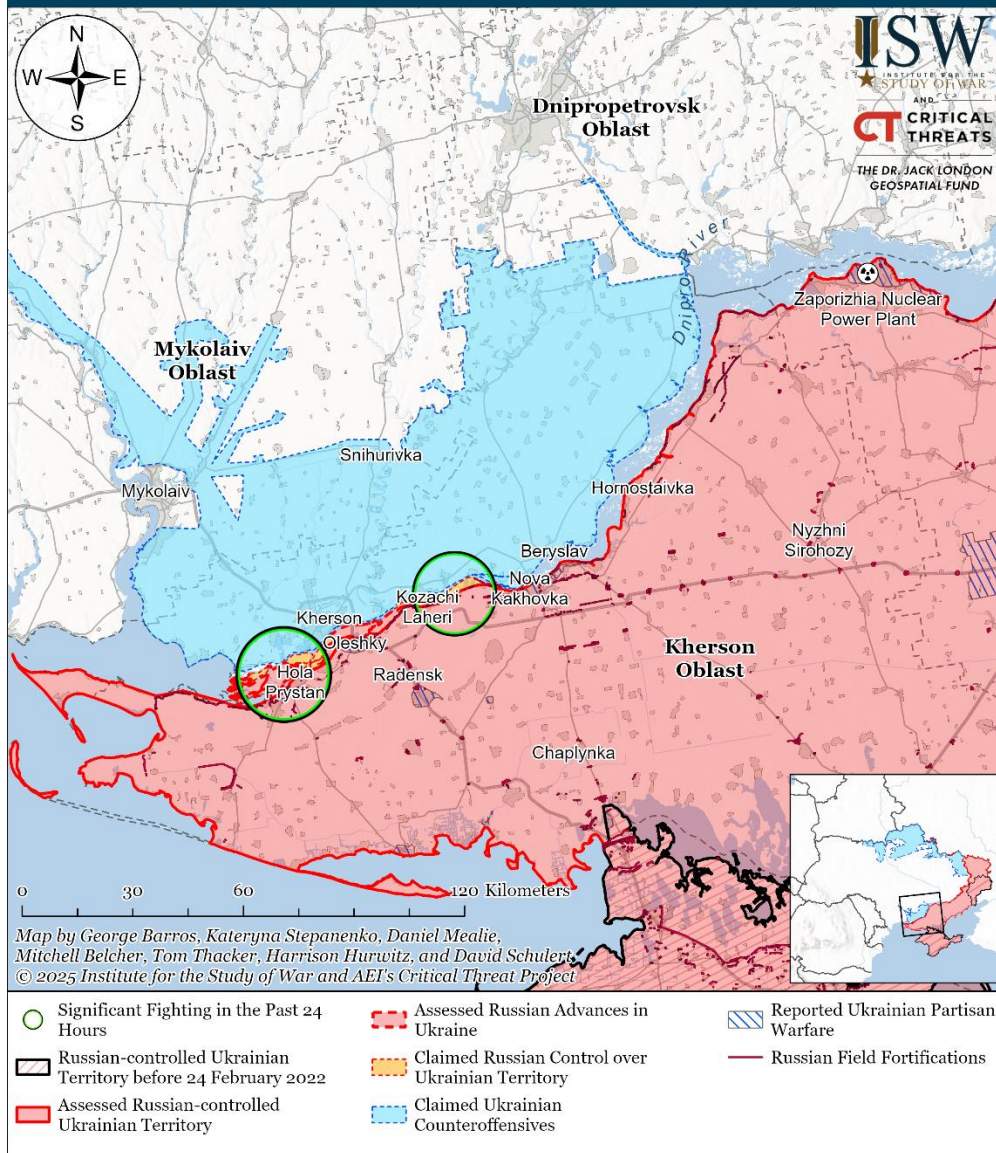 N
W
E
S
ISW
INSTITUTE FOR THE
STUDY OF WAR
AND
CT CRITICAL
THREATS
THE DR. JACK LONDON
GEOSPATIAL FUND
Dnipropetrovsk
Oblast
Dnipro River
Zaporizhia Nuclear
Power Plant
Mykolaiv
Oblast
Snihurivka
Mykolaiv
Hornostaivka
Nyzhni
Sirohozy
Beryslav
Nova
Kakhovka
Kozachi
Laheri
Kherson
Oleshky
Hola
Prystan
Radensk
Kherson
Oblast
Chaplynka
0 30 60 120 Kilometers
Map by George Barros, Kateryna Stepanenko, Daniel Mealie,
Mitchell Belcher, Tom Thacker, Harrison Hurwitz, and David Schulert
© 2025 Institute for the Study of War and AEI's Critical Threat Project
Significant Fighting in the Past 24
Hours
Russian-controlled Ukrainian
Territory before 24 February 2022
Assessed Russian-controlled
Ukrainian Territory
Assessed Russian Advances in
Ukraine
Claimed Russian Control over
Ukrainian Territory
Claimed Ukrainian
Counteroffensives
Reported Ukrainian Partisan
Warfare
Russian Field Fortifications